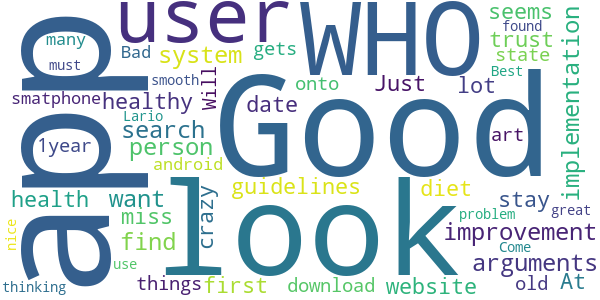 app
user
WHO
Good
look
many
must
Bad
system
gets
seems
found
trust
state
Best
smooth
Will
onto
Just
lot
implementation
smatphone
healthy
date
Lario
search
art
1year
person
android
health
want
guidelines
diet
stay
miss
crazy
problem
great
nice
find
improvement
Come
arguments
things
first
download
website
old
At
thinking
use